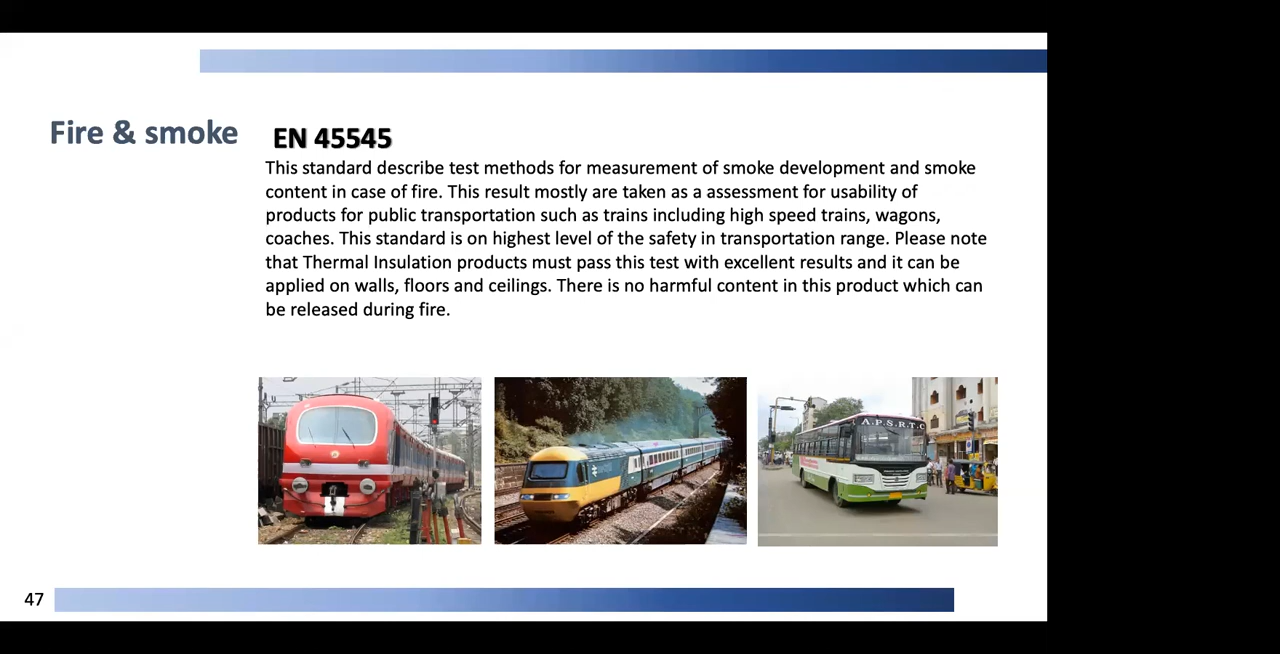 Fire & smoke
EN 45545
This standard describe test methods for measurement of smoke development and smoke
content in case of fire. This result mostly are taken as a assessment for usability of
products for public transportation such as trains including high speed trains, wagons,
coaches. This standard is on highest level of the safety in transportation range. Please note
that Thermal Insulation products must pass this test with excellent results and it can be
applied on walls, floors and ceilings. There is no harmful content in this product which can
be released during fire.
A.P.S.R.T.C
47